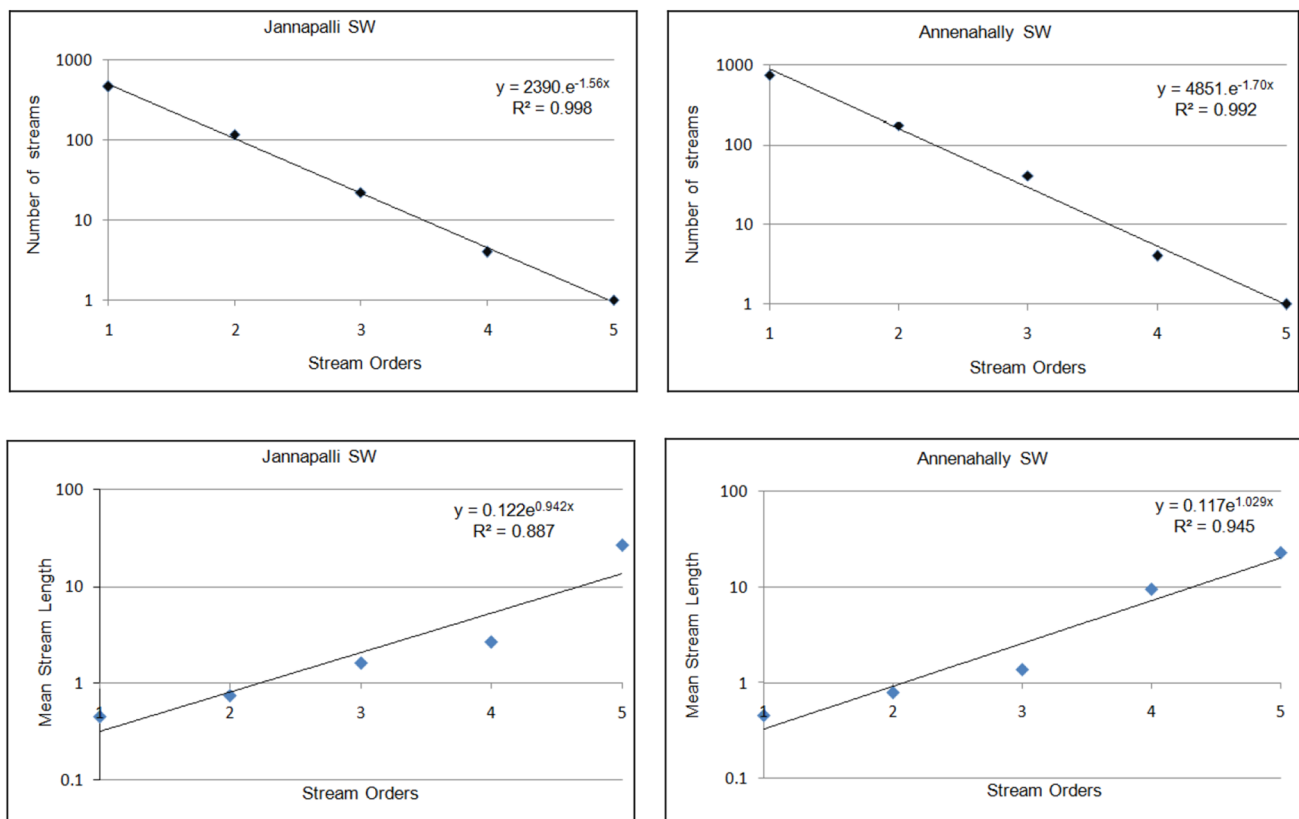 Jannapalli SW
1000
100
10
1
y = 2390.e^-1.56x
R² = 0.998
Number of streams
1 2 3 4 5
Stream Orders
Annenahally SW
1000
100
10
1
y = 4851.e^-1.70x
R² = 0.992
Number of streams
1 2 3 4 5
Stream Orders
Jannapalli SW
100
10
1
0.1
y = 0.122e^0.942x
R² = 0.887
Mean Stream Length
1 2 3 4 5
Stream Orders
Annenahally SW
100
10
1
0.1
y = 0.117e^1.029x
R² = 0.945
Mean Stream Length
1 2 3 4 5
Stream Orders